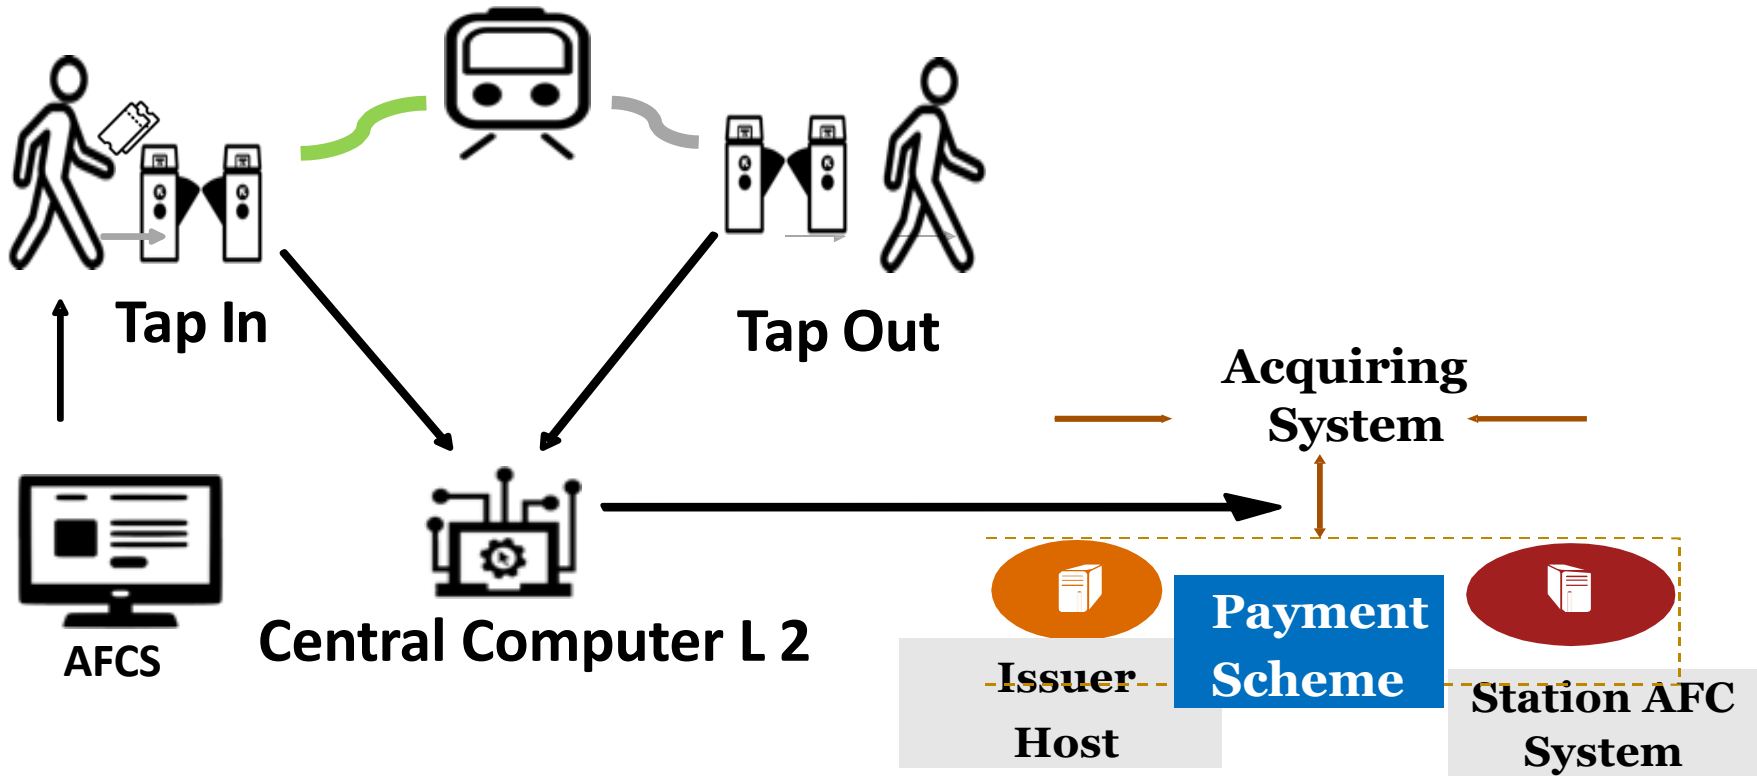 Tap In
Tap Out
Acquiring
System
AFCS
Central Computer L 2
Payment
Scheme
Issuer
Host
Station AFC
System